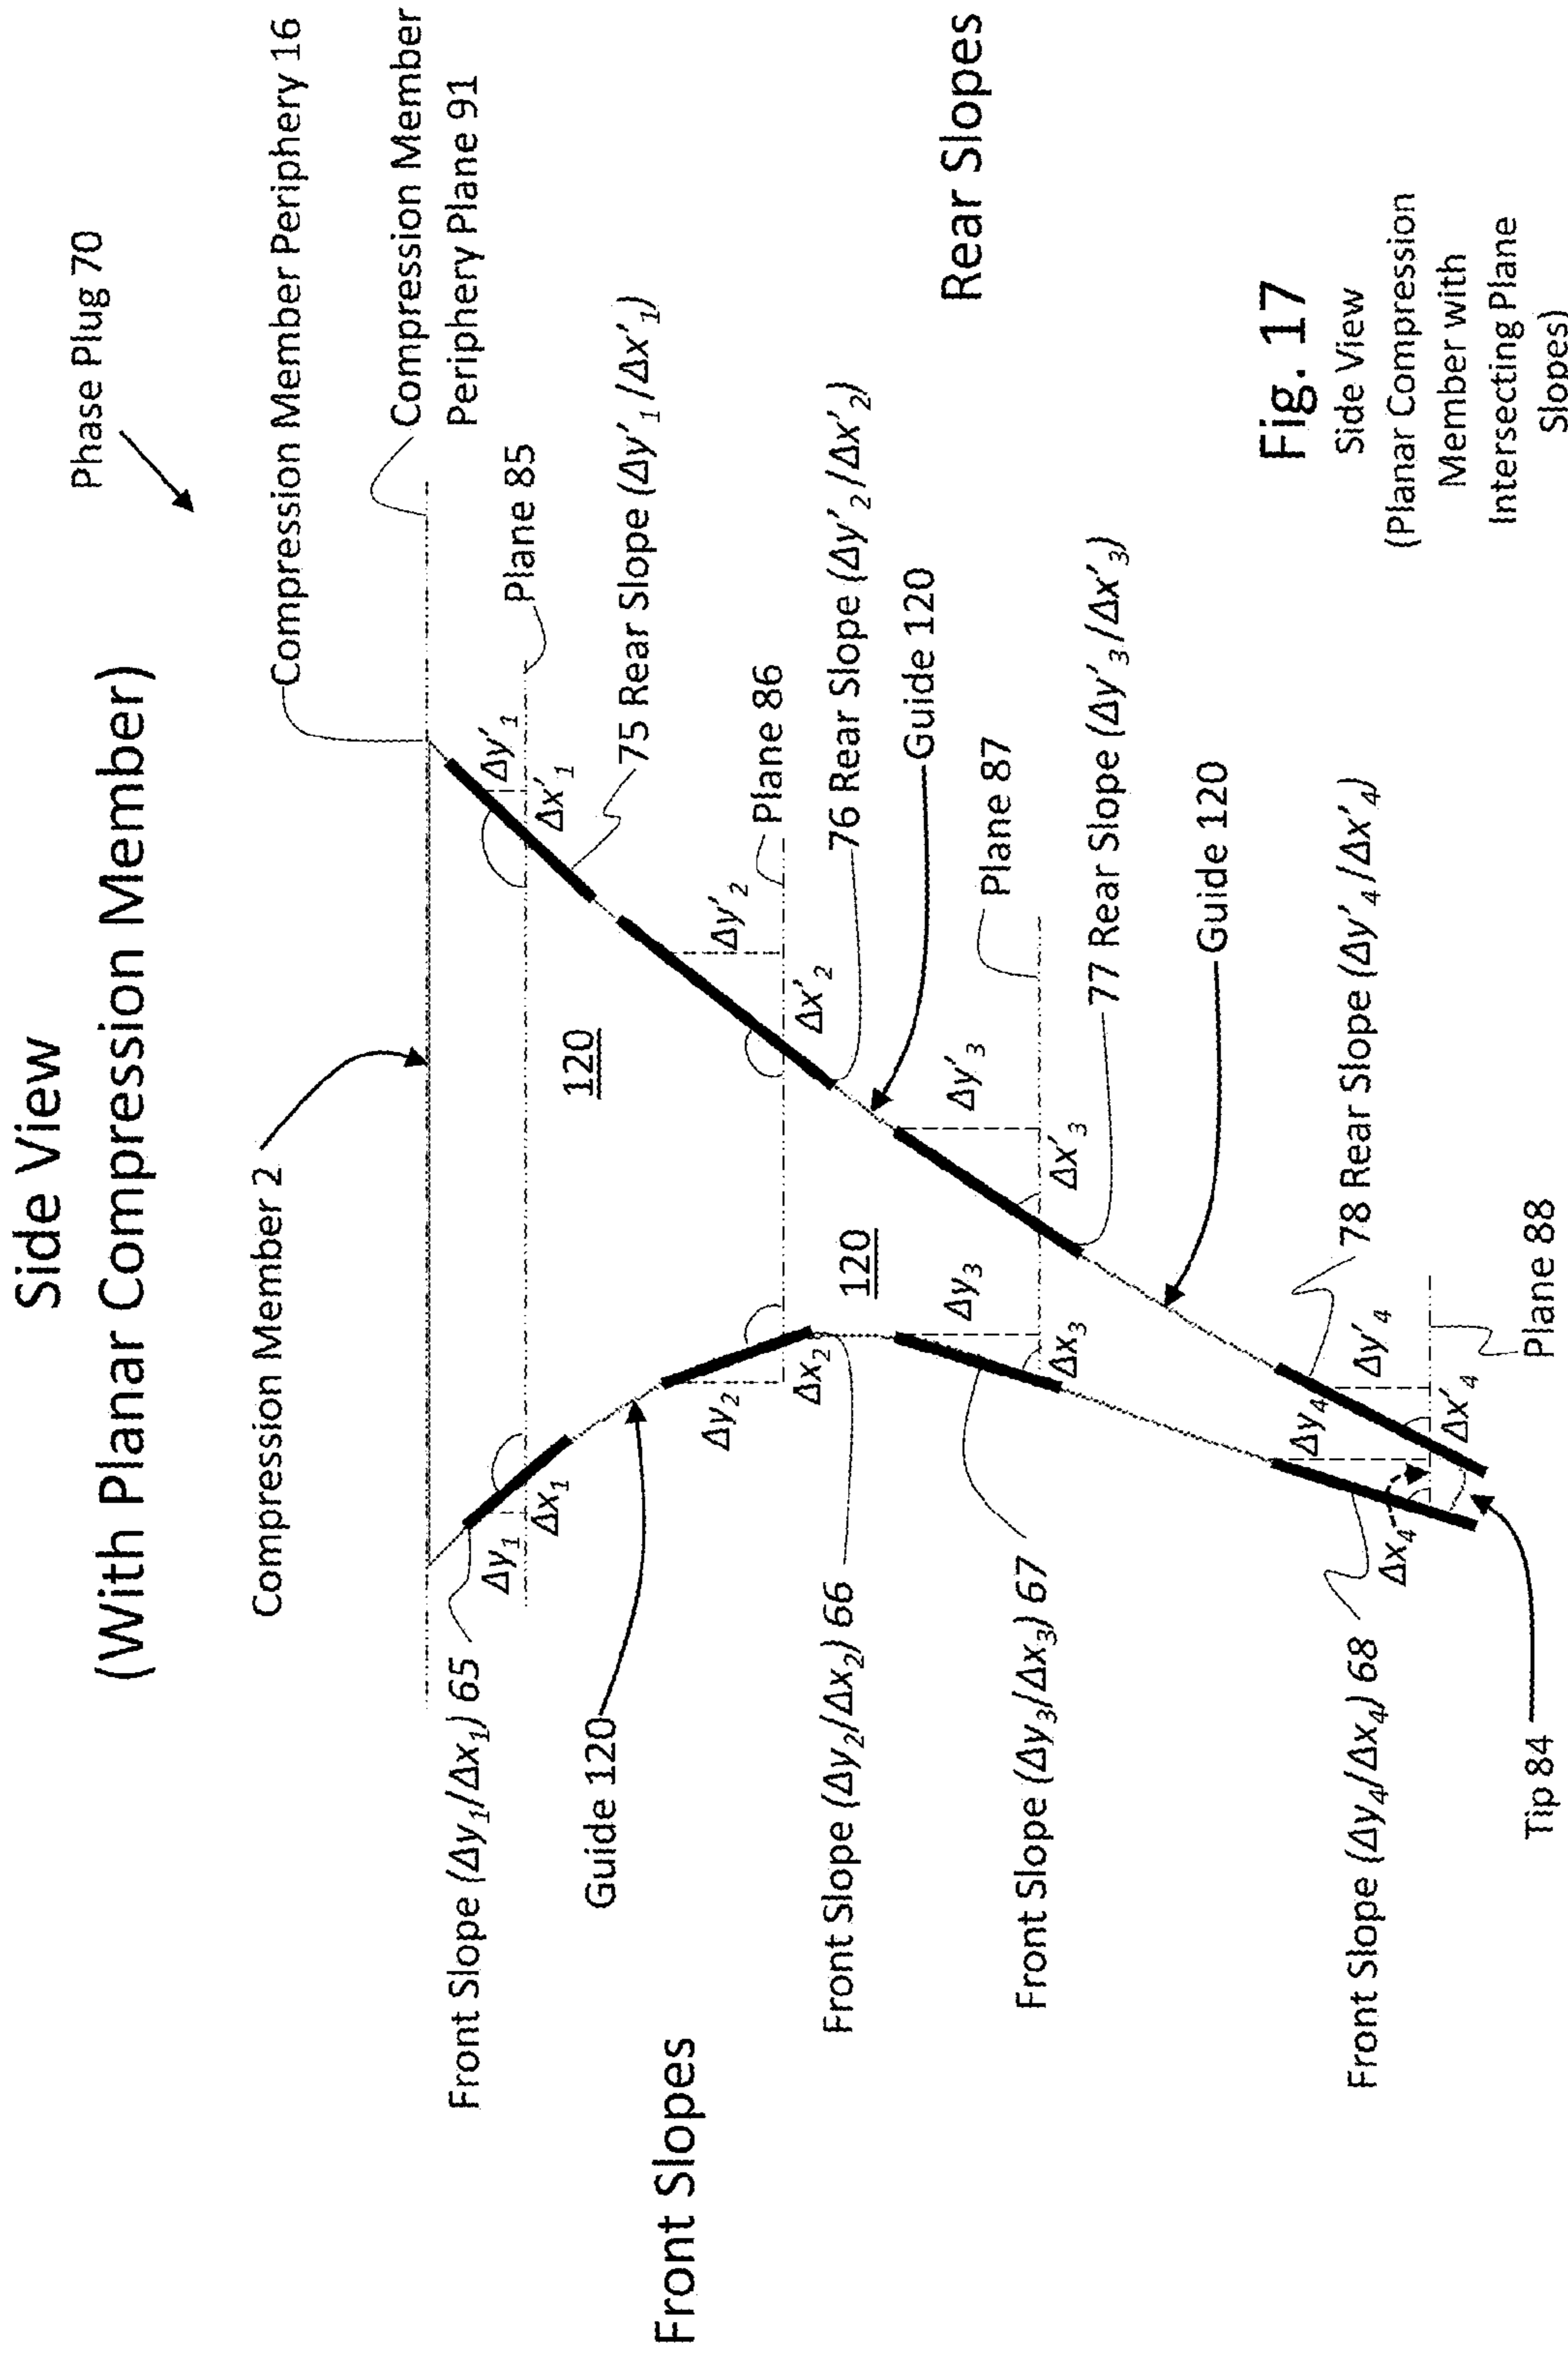 Side View
(With Planar Compression Member)
Phase Plug 70
Compression Member 2
Compression Member Periphery 16
Compression Member
Periphery Plane 91
Front Slope (Δy1/Δx1) 65
Δy1
Δx1
Δy'1
Δx'1
Plane 85
75 Rear Slope (Δy'1/Δx'1)
Guide 120
120
Front Slopes
Δy2
Δx2
Δy'2
Δx'2
Plane 86
76 Rear Slope (Δy'2/Δx'2)
Front Slope (Δy2/Δx2) 66
120
Guide 120
Rear Slopes
Δy3
Δx3
Δy'3
Δx'3
Plane 87
Front Slope (Δy3/Δx3) 67
77 Rear Slope (Δy'3/Δx'3)
Guide 120
Front Slope (Δy4/Δx4) 68
Δx4
Δy4
Δy'4
Δx'4
78 Rear Slope (Δy'4/Δx'4)
Plane 88
Tip 84
Fig. 17
Side View
(Planar Compression
Member with
Intersecting Plane
Slopes)